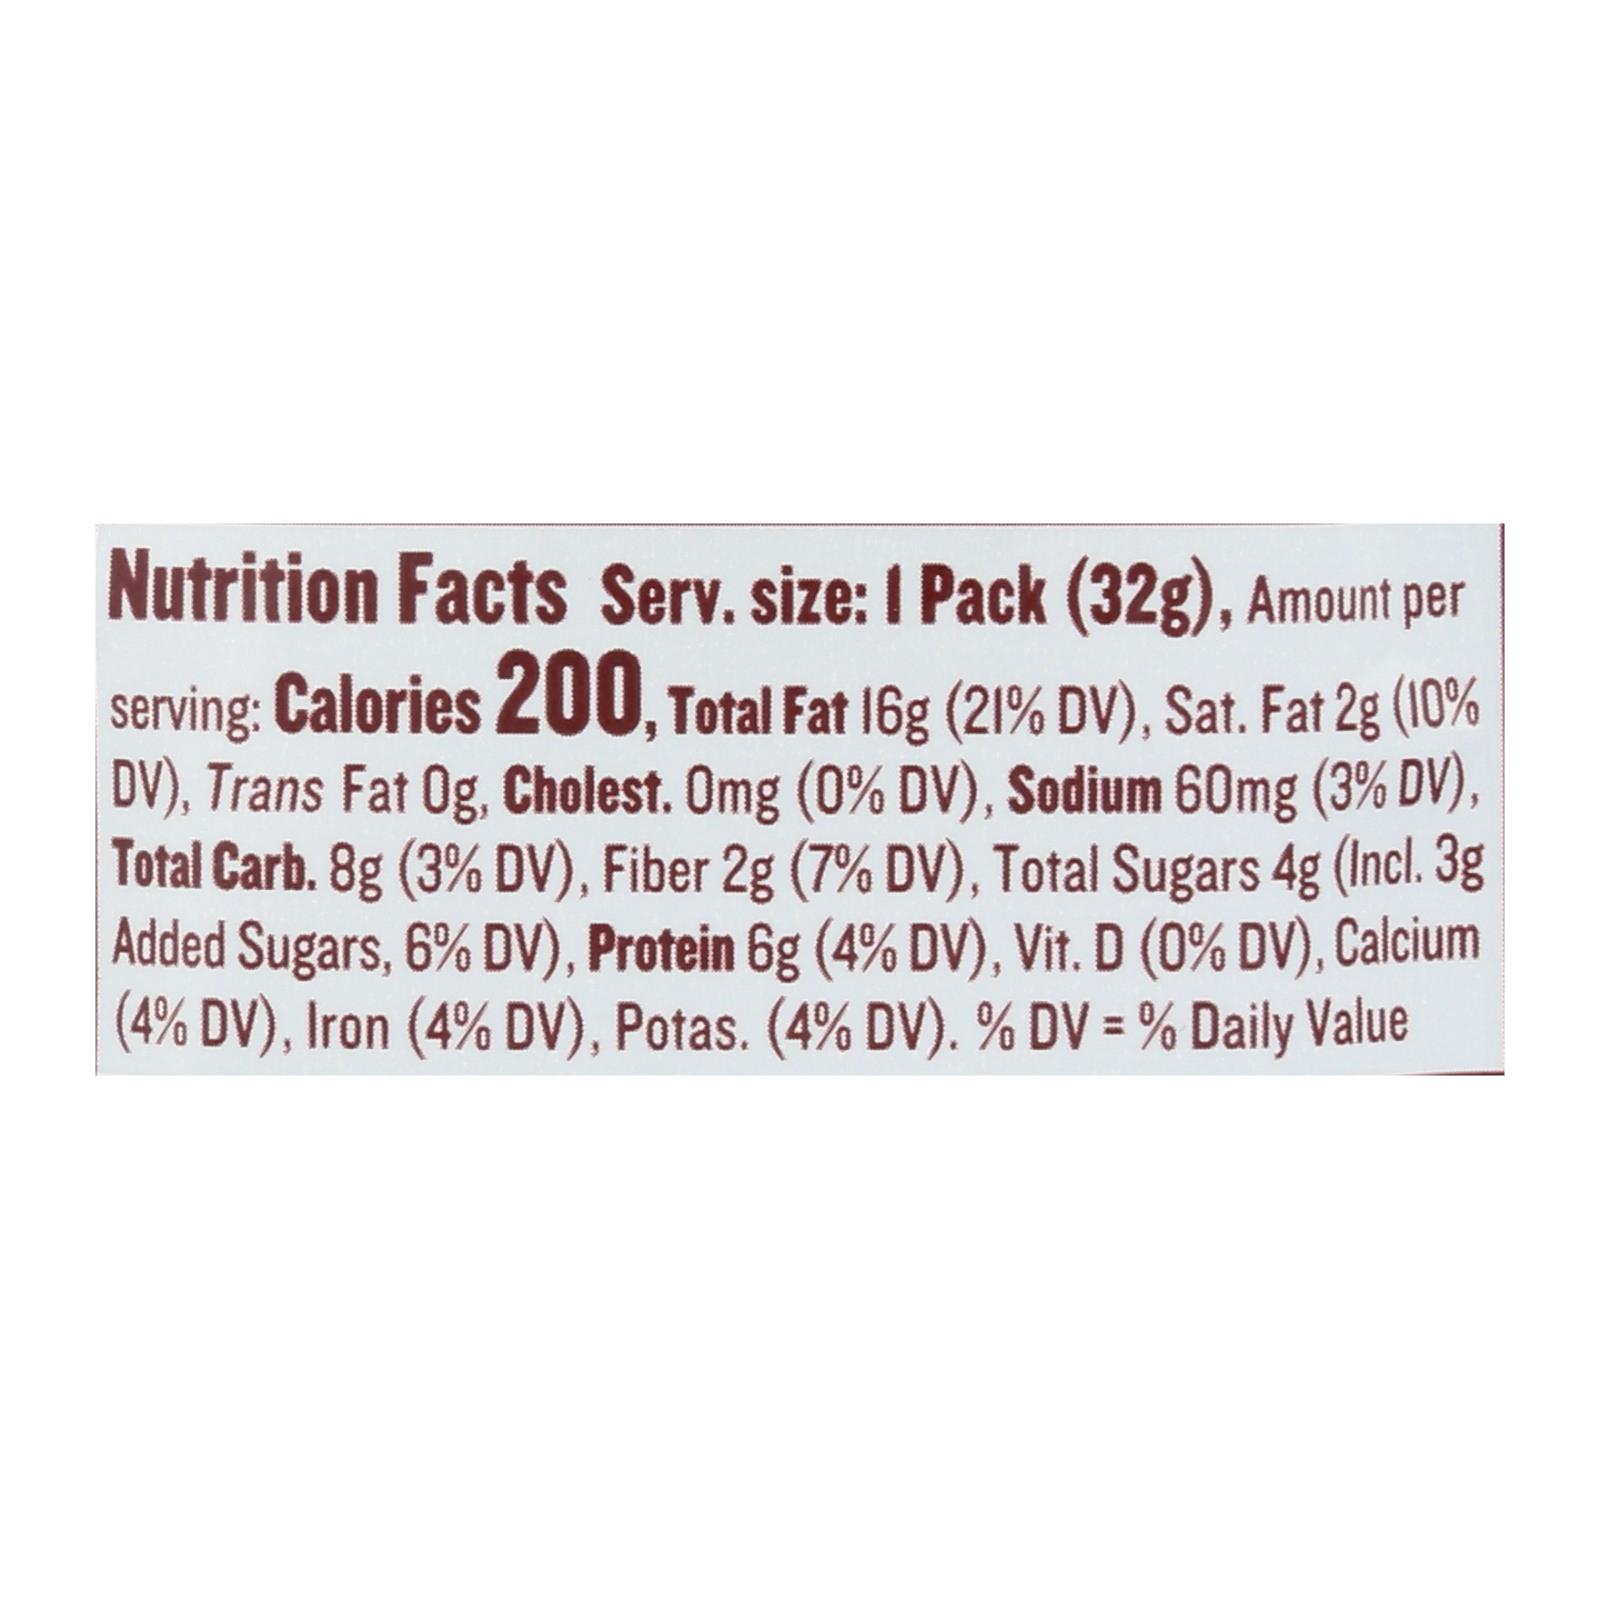 Nutrition Facts Serv. size: 1 Pack (32g), Amount per
serving: Calories 200, Total Fat 16g (21% DV), Sat. Fat 2g (10%
DV), Trans Fat 0g, Cholest. 0mg (0% DV), Sodium 60mg (3% DV),
Total Carb. 8g (3% DV), Fiber 2g (7% DV), Total Sugars 4g (Incl. 3g
Added Sugars, 6% DV), Protein 6g (4% DV), Vit. D (0% DV), Calcium
(4% DV), Iron (4% DV), Potas. (4% DV). % DV = % Daily Value